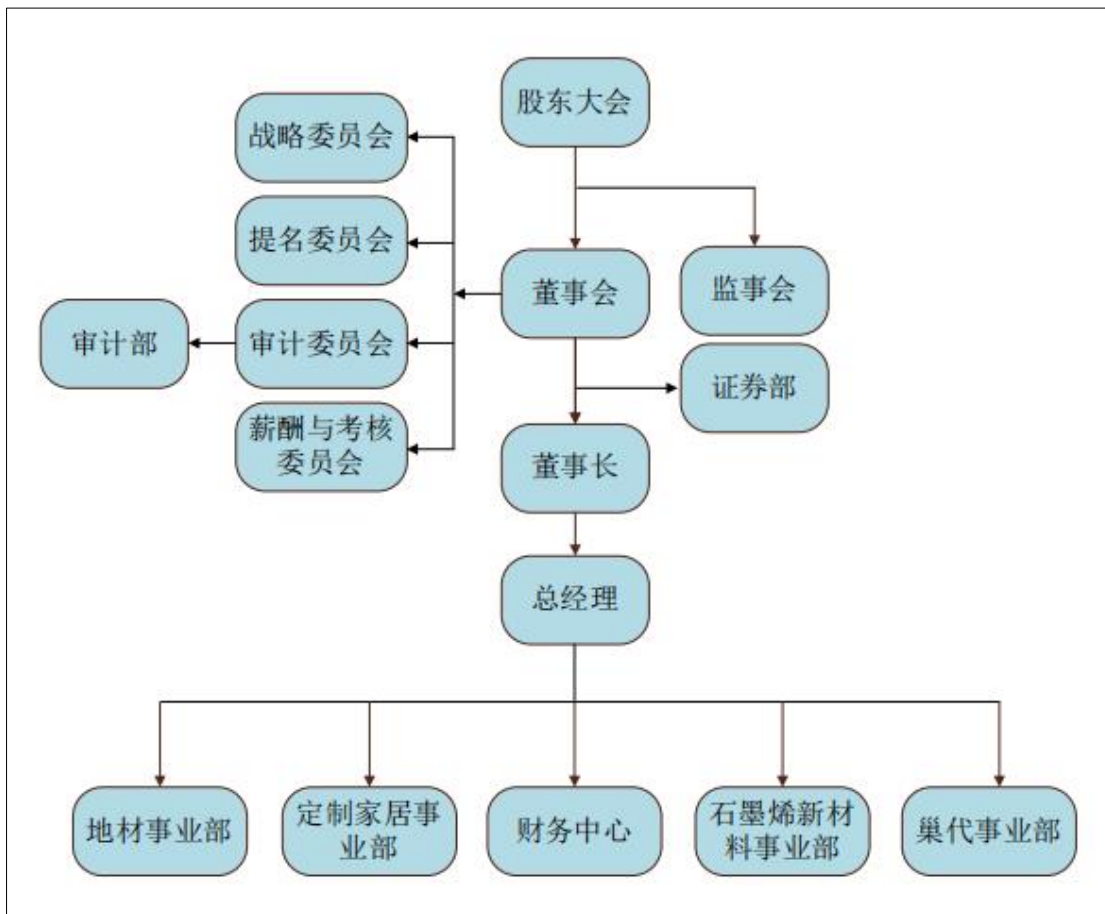 股东大会
战略委员会
提名委员会
董事会
监事会
审计部
审计委员会
证券部
薪酬与考核
委员会
董事长
总经理
地材事业部
定制家居事
业部
财务中心
石墨烯新材
料事业部
巢代事业部